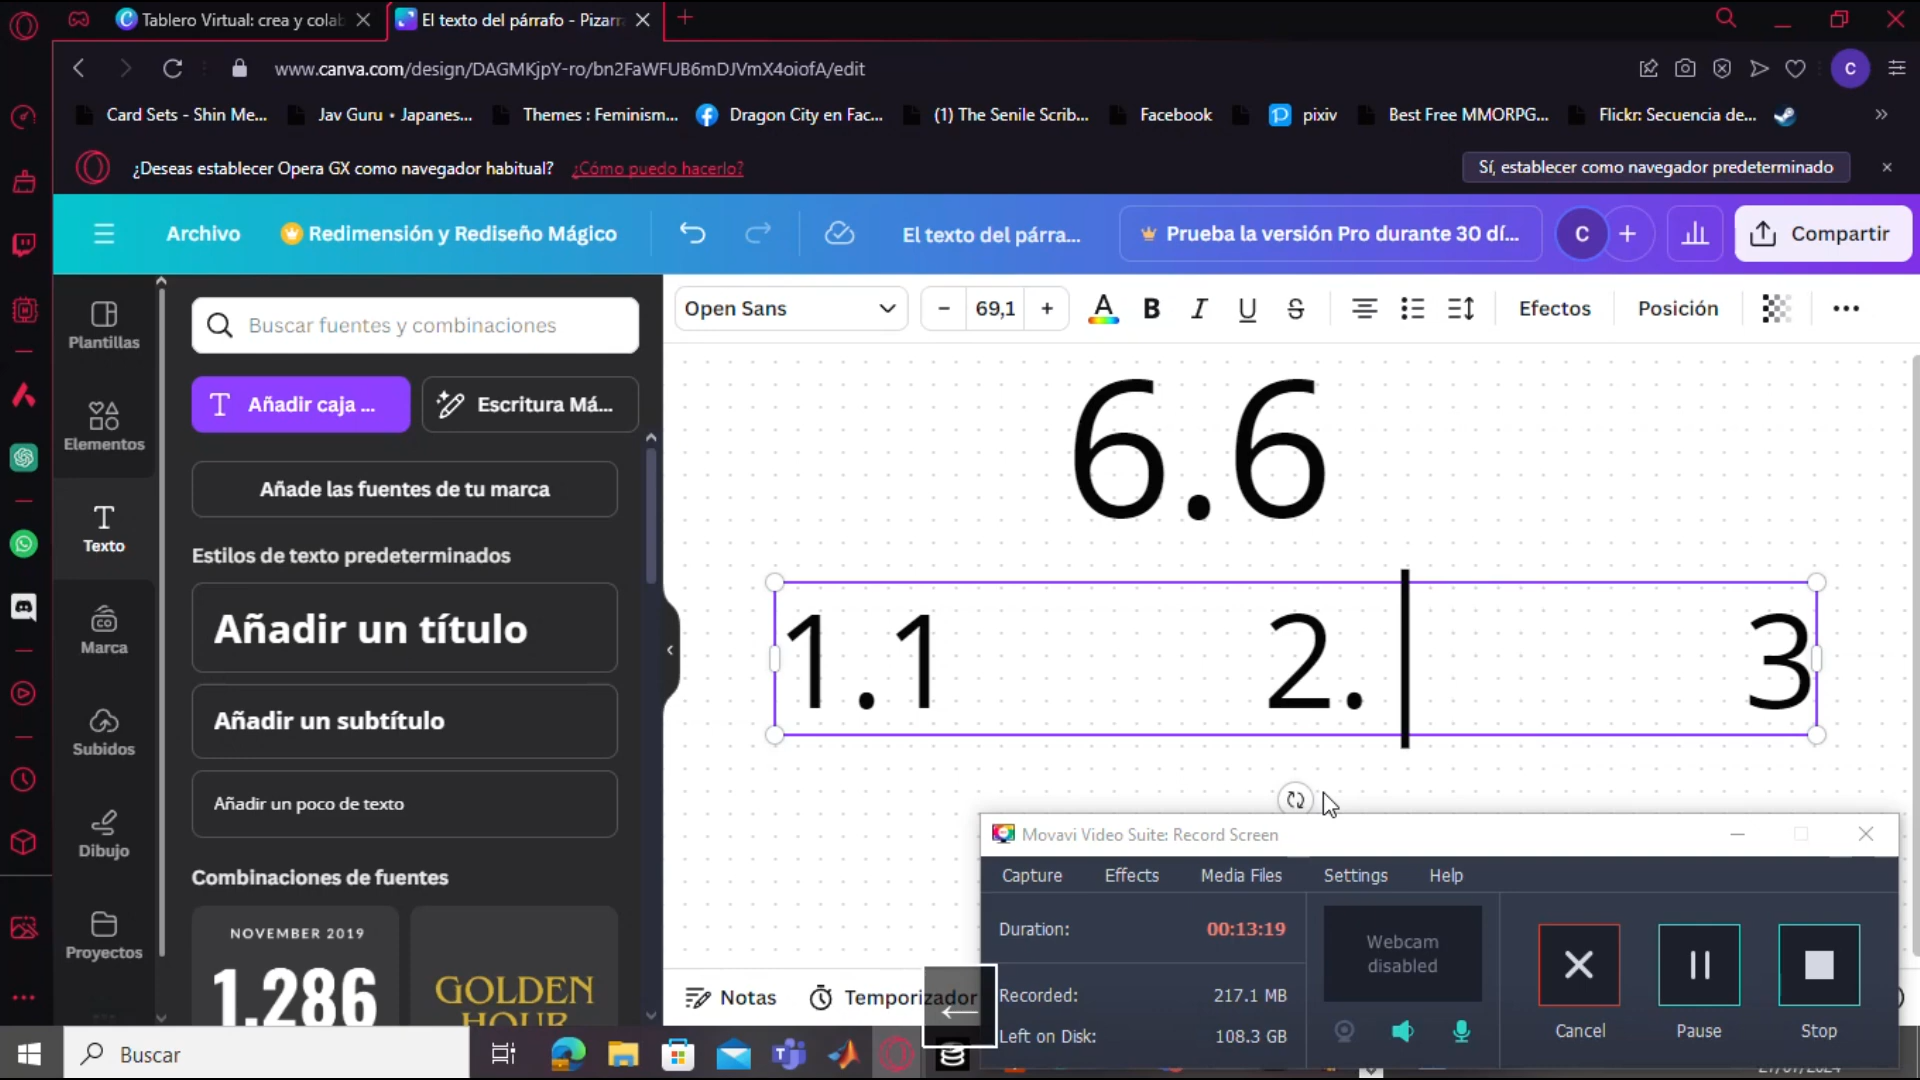 Tablero Virtual: crea y colab
El texto del párrafo - Pizarr
www.canva.com/design/DAGMKjpY-ro/bn2FaWFUB6mDJVmX4oiofA/edit
C
Card Sets - Shin Me...
Jav Guru • Japanes...
Themes : Feminism...
Dragon City en Fac...
(1) The Senile Scrib...
Facebook
pixiv
Best Free MMORPG...
Flickr: Secuencia de...
»
¿Deseas establecer Opera GX como navegador habitual? ¿Cómo puedo hacerlo?
Sí, establecer como navegador predeterminado
Archivo
Redimensión y Rediseño Mágico
El texto del párra...
Prueba la versión Pro durante 30 dí...
C
Compartir
Plantillas
Elementos
Texto
Marca
Subidos
Dibujo
Proyectos
Buscar fuentes y combinaciones
Añadir caja ...
Escritura Má...
Añade las fuentes de tu marca
Estilos de texto predeterminados
Añadir un título
Añadir un subtítulo
Añadir un poco de texto
Combinaciones de fuentes
NOVEMBER 2019
1,286
GOLDEN
HOUR
Open Sans
69,1
B I U S
Efectos
Posición
6.6
1.1 2. 3
Notas
Temporizador
Movavi Video Suite: Record Screen
Capture
Effects
Media Files
Settings
Help
Duration: 00:13:19
Recorded: 217.1 MB
Left on Disk: 108.3 GB
Webcam
disabled
Cancel
Pause
Stop
Buscar